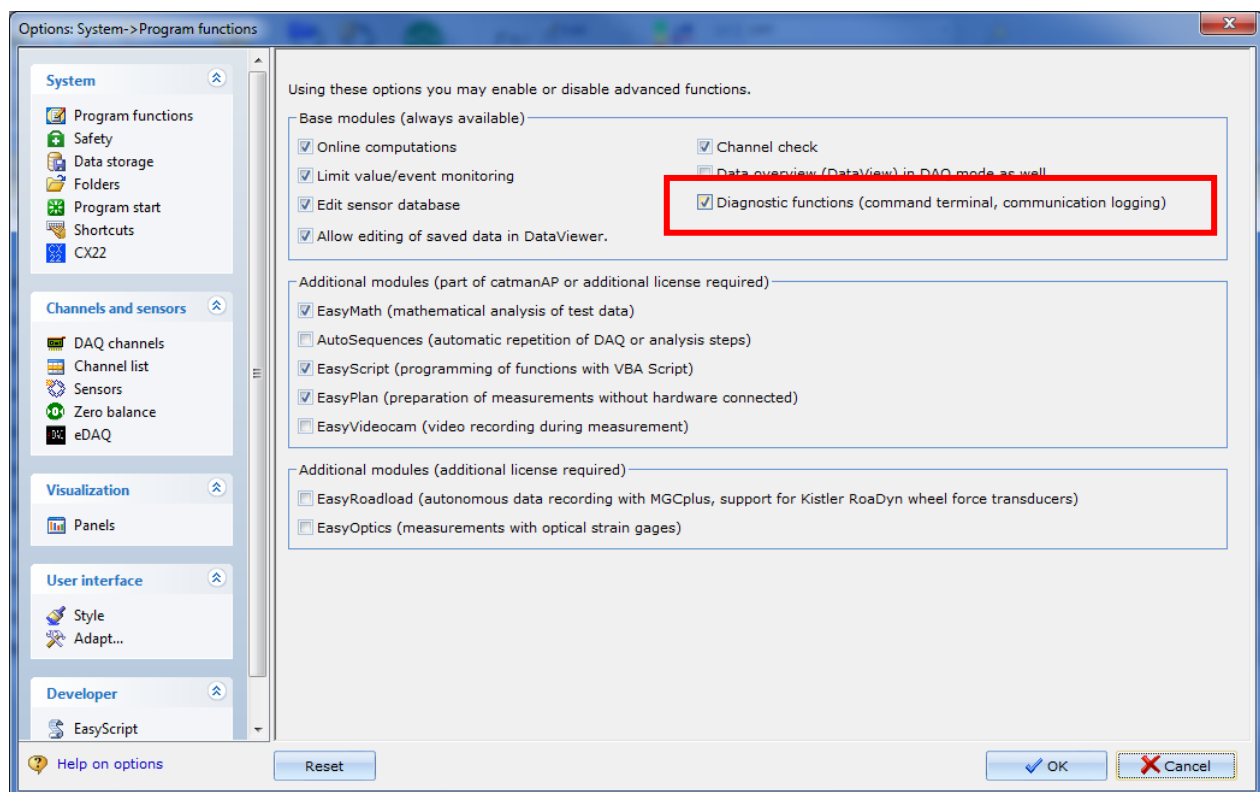 Options: System->Program functions
System
Program functions
Safety
Data storage
Folders
Program start
Shortcuts
CX22
Channels and sensors
DAQ channels
Channel list
Sensors
Zero balance
eDAQ
Visualization
Panels
User interface
Style
Adapt...
Developer
EasyScript
Help on options
Using these options you may enable or disable advanced functions.
Base modules (always available)
Online computations
Limit value/event monitoring
Edit sensor database
Allow editing of saved data in DataViewer.
Channel check
Data overview (DataView) in DAQ mode as well
Diagnostic functions (command terminal, communication logging)
Additional modules (part of catmanAP or additional license required)
EasyMath (mathematical analysis of test data)
AutoSequences (automatic repetition of DAQ or analysis steps)
EasyScript (programming of functions with VBA Script)
EasyPlan (preparation of measurements without hardware connected)
EasyVideocam (video recording during measurement)
Additional modules (additional license required)
EasyRoadload (autonomous data recording with MGCplus, support for Kistler RoaDyn wheel force transducers)
EasyOptics (measurements with optical strain gages)
Reset
OK
Cancel